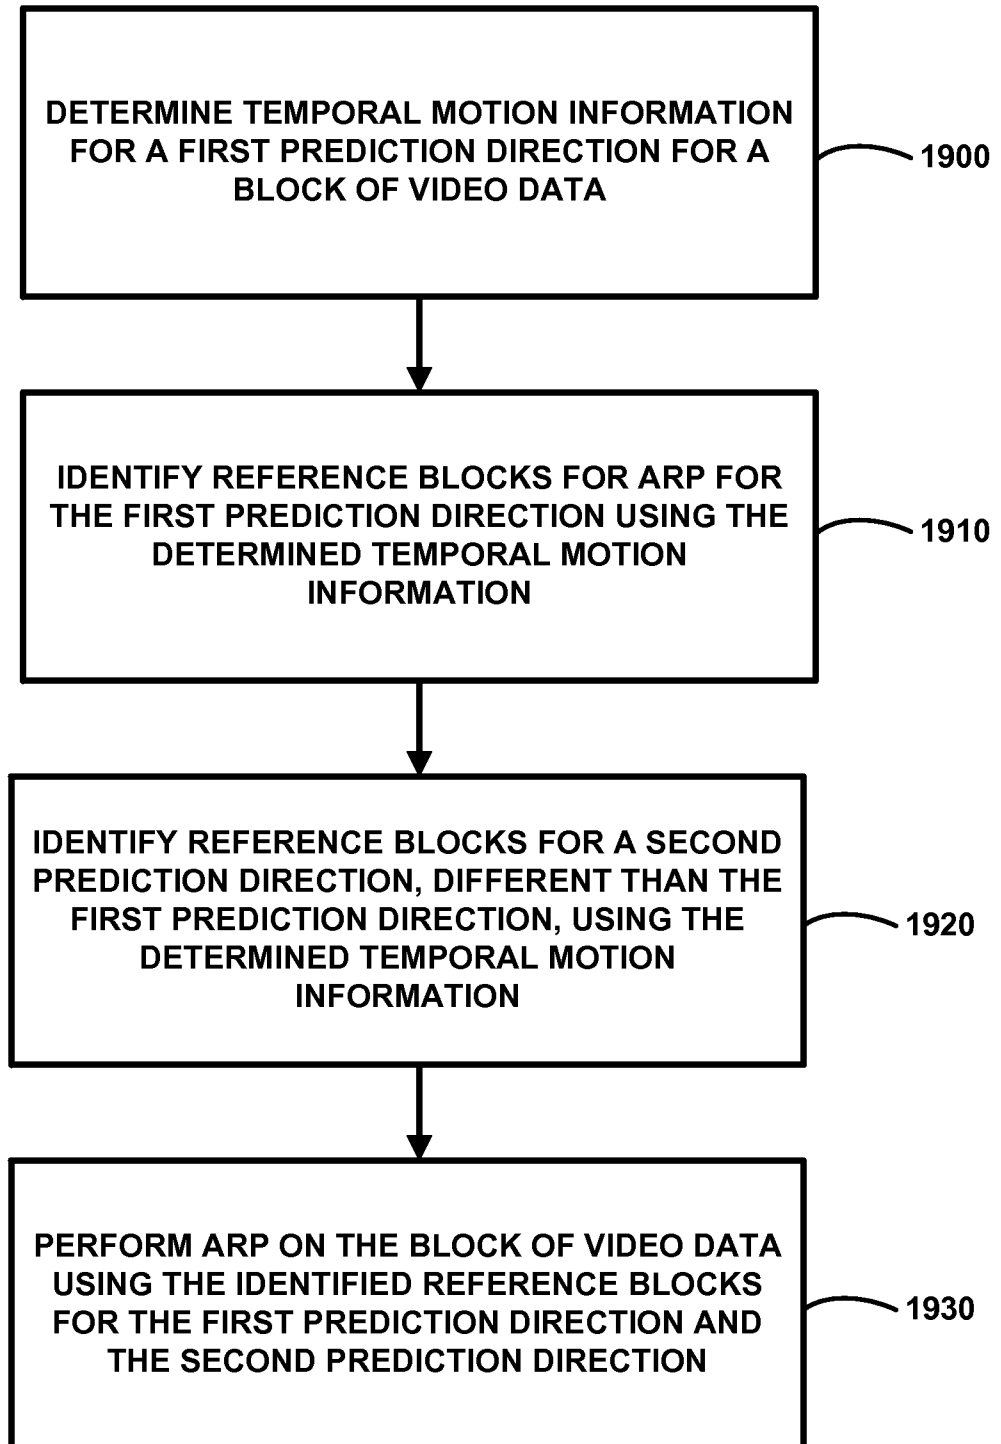 DETERMINE TEMPORAL MOTION INFORMATION
FOR A FIRST PREDICTION DIRECTION FOR A
BLOCK OF VIDEO DATA
1900
IDENTIFY REFERENCE BLOCKS FOR ARP FOR
THE FIRST PREDICTION DIRECTION USING THE
DETERMINED TEMPORAL MOTION
INFORMATION
1910
IDENTIFY REFERENCE BLOCKS FOR A SECOND
PREDICTION DIRECTION, DIFFERENT THAN THE
FIRST PREDICTION DIRECTION, USING THE
DETERMINED TEMPORAL MOTION
INFORMATION
1920
PERFORM ARP ON THE BLOCK OF VIDEO DATA
USING THE IDENTIFIED REFERENCE BLOCKS
FOR THE FIRST PREDICTION DIRECTION AND
THE SECOND PREDICTION DIRECTION
1930